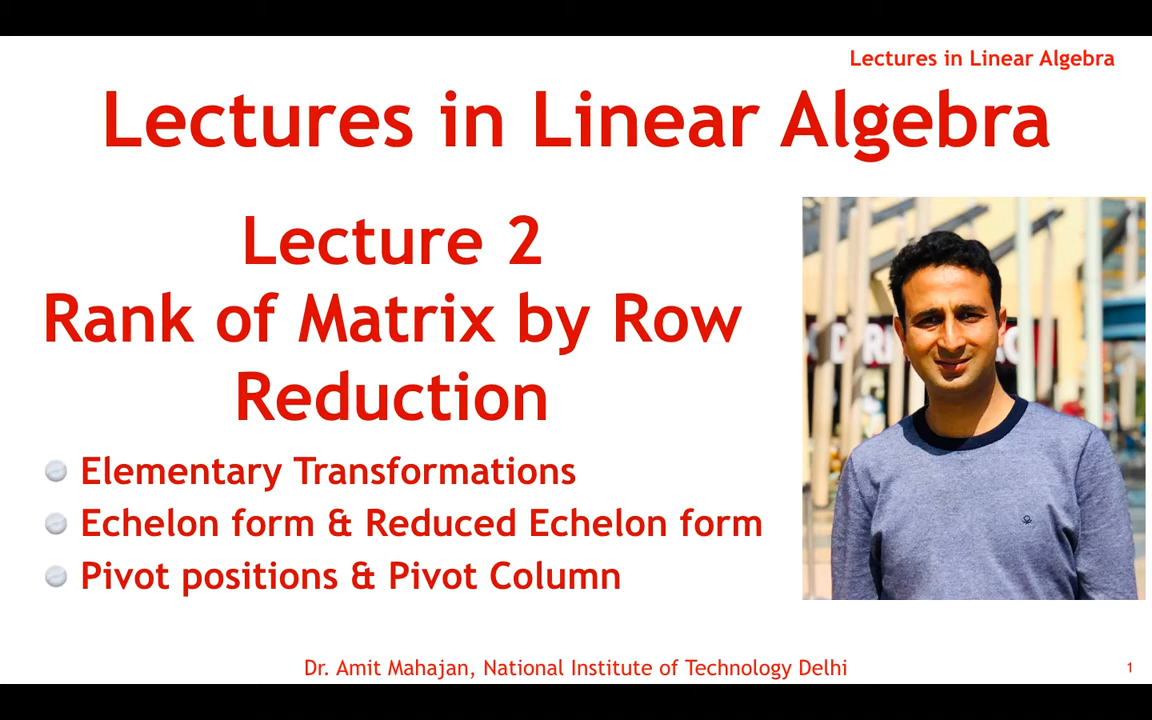 Lectures in Linear Algebra
Lectures in Linear Algebra
Lecture 2
Rank of Matrix by Row
Reduction
Elementary Transformations
Echelon form & Reduced Echelon form
Pivot positions & Pivot Column
Dr. Amit Mahajan, National Institute of Technology Delhi
1